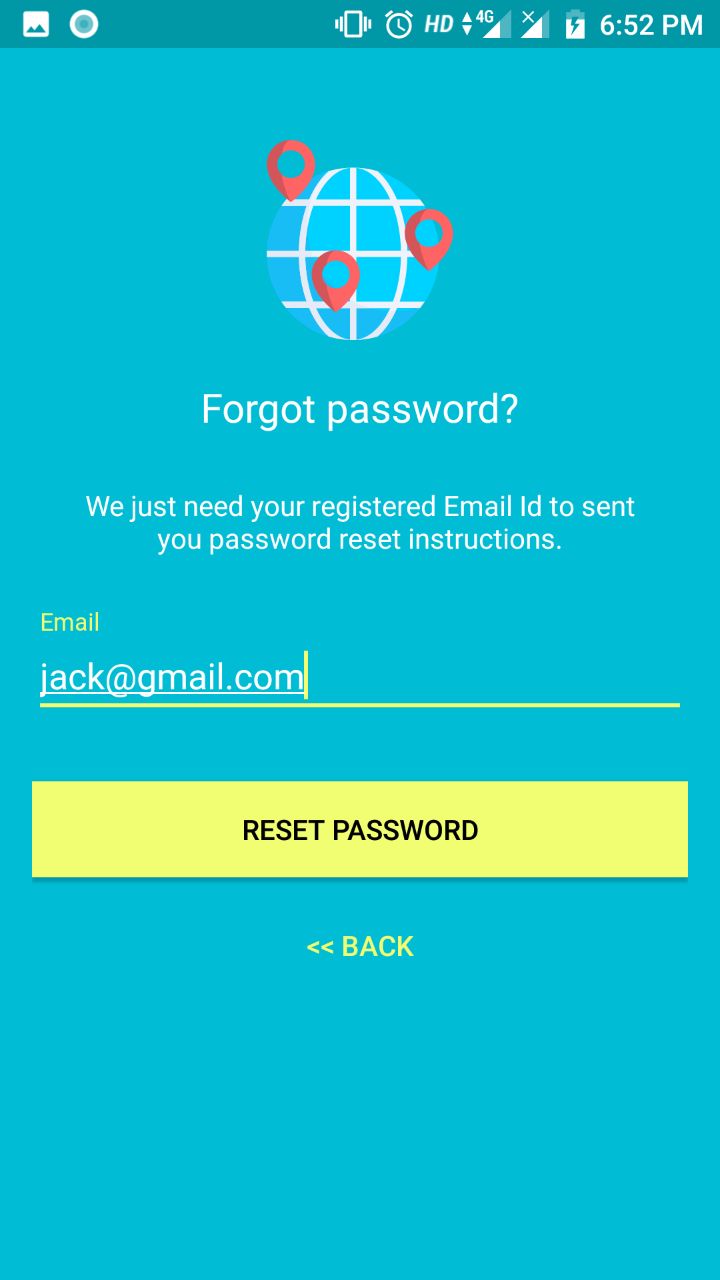 HD 4G 6:52 PM
Forgot password?
We just need your registered Email Id to sent
you password reset instructions.
Email
jack@gmail.com
RESET PASSWORD
<< BACK